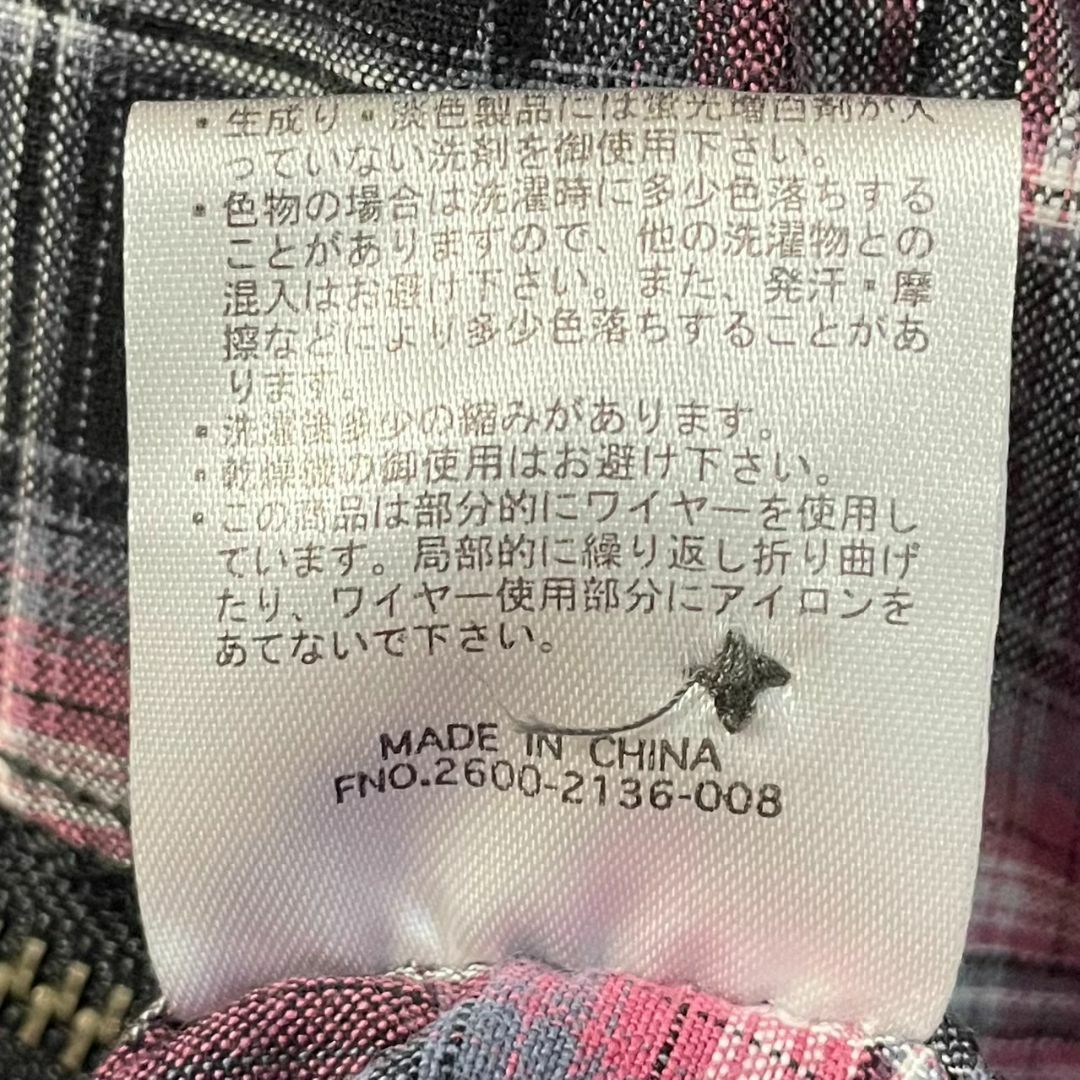 ・生成り・淡色製品には蛍光増白剤が入
っていない洗剤を御使用下さい。
・色物の場合は洗濯時に多少色落ちする
ことがありますので、他の洗濯物との
混入はお避け下さい。また、発汗・摩
擦などにより多少色落ちすることがあ
ります。
・洗濯後多少の縮みがあります。
・乾燥機の御使用はお避け下さい。
・この商品は部分的にワイヤーを使用し
ています。局部的に繰り返し折り曲げ
たり、ワイヤー使用部分にアイロンを
あてないで下さい。
MADE IN CHINA
FNO.2600-2136-008